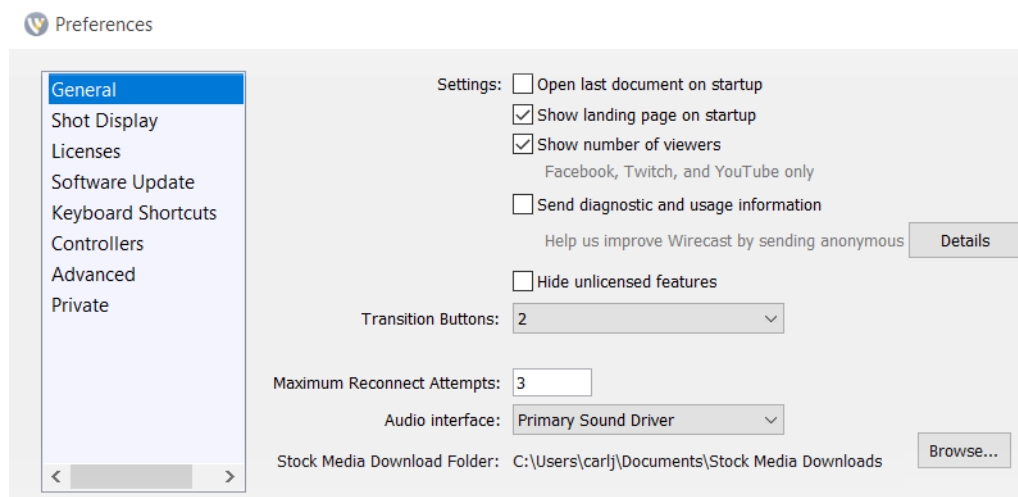 Preferences
General
Shot Display
Licenses
Software Update
Keyboard Shortcuts
Controllers
Advanced
Private
Settings: Open last document on startup
Show landing page on startup
Show number of viewers
Facebook, Twitch, and YouTube only
Send diagnostic and usage information
Help us improve Wirecast by sending anonymous Details
Hide unlicensed features
Transition Buttons: 2
Maximum Reconnect Attempts: 3
Audio interface: Primary Sound Driver
Stock Media Download Folder: C:\Users\carlj\Documents\Stock Media Downloads Browse...